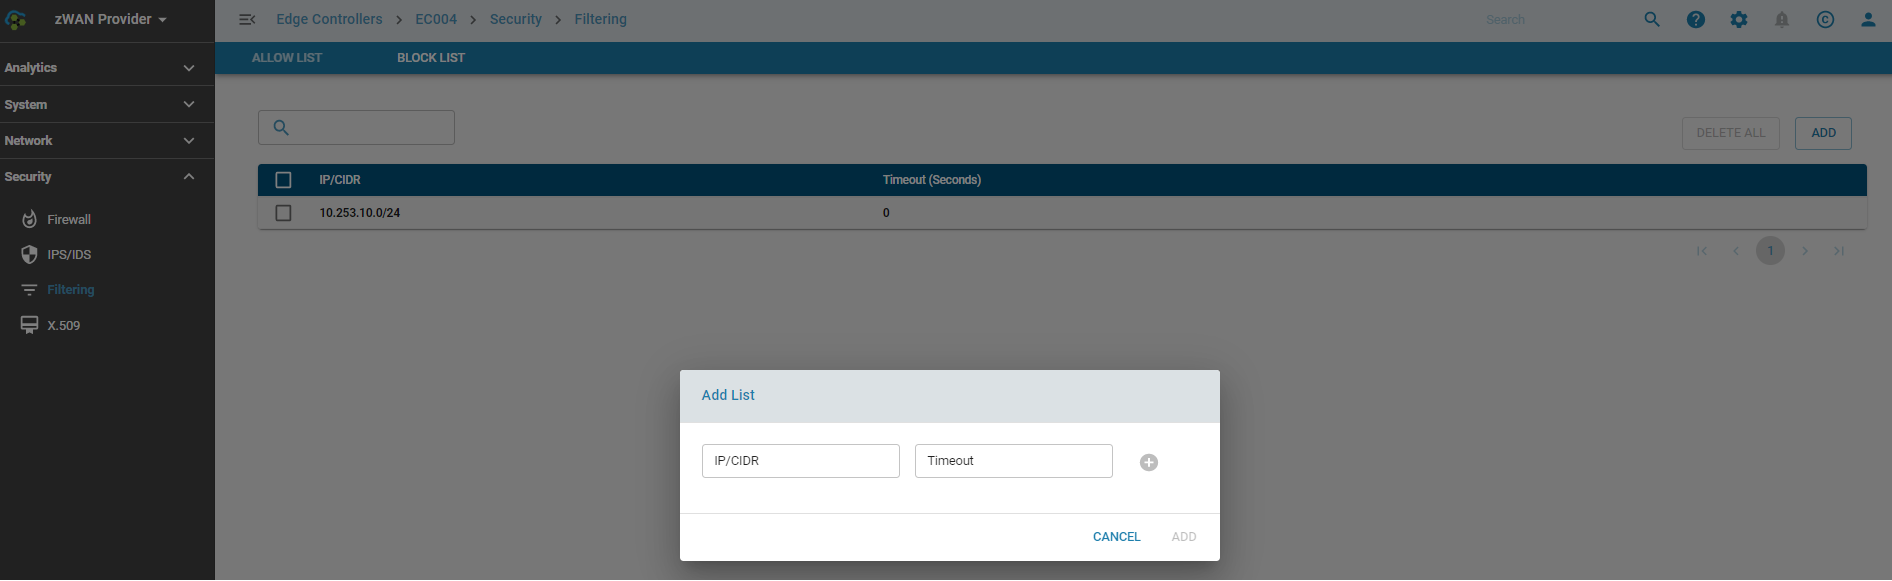 zWAN Provider
Edge Controllers > EC004 > Security > Filtering
Search
ALLOW LIST BLOCK LIST
Analytics
System
Network
Security
Firewall
IPS/IDS
Filtering
X.509
DELETE ALL ADD
IP/CIDR Timeout (Seconds)
10.253.10.0/24 0
1
Add List
IP/CIDR Timeout
CANCEL ADD